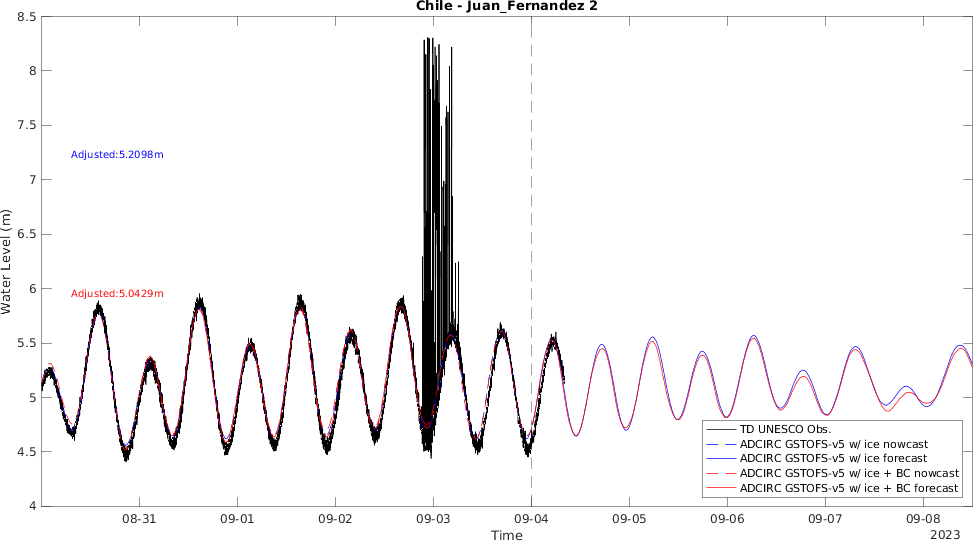 Chile - Juan_Fernandez 2
8.5
8
7.5
7
6.5
6
5.5
5
4.5
4
Water Level (m)
Adjusted:5.2098m
Adjusted:5.0429m
TD UNESCO Obs.
ADCIRC GSTOFS-v5 w/ ice nowcast
ADCIRC GSTOFS-v5 w/ ice forecast
ADCIRC GSTOFS-v5 w/ ice + BC nowcast
ADCIRC GSTOFS-v5 w/ ice + BC forecast
08-31 09-01 09-02 09-03 09-04 09-05 09-06 09-07 09-08
Time
2023